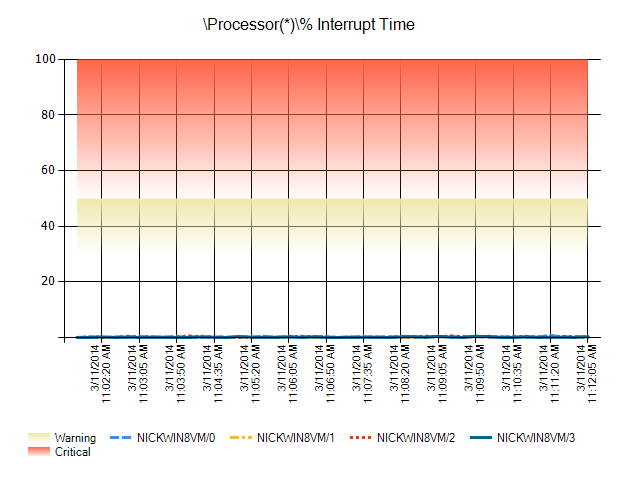 \Processor(*)\% Interrupt Time
100
80
60
40
20
3/11/2014 11:02:20 AM
3/11/2014 11:03:05 AM
3/11/2014 11:03:50 AM
3/11/2014 11:04:35 AM
3/11/2014 11:05:20 AM
3/11/2014 11:06:05 AM
3/11/2014 11:06:50 AM
3/11/2014 11:07:35 AM
3/11/2014 11:08:20 AM
3/11/2014 11:09:05 AM
3/11/2014 11:09:50 AM
3/11/2014 11:10:35 AM
3/11/2014 11:11:20 AM
3/11/2014 11:12:05 AM
Warning NICKWIN8VM/0 NICKWIN8VM/1 NICKWIN8VM/2 NICKWIN8VM/3
Critical